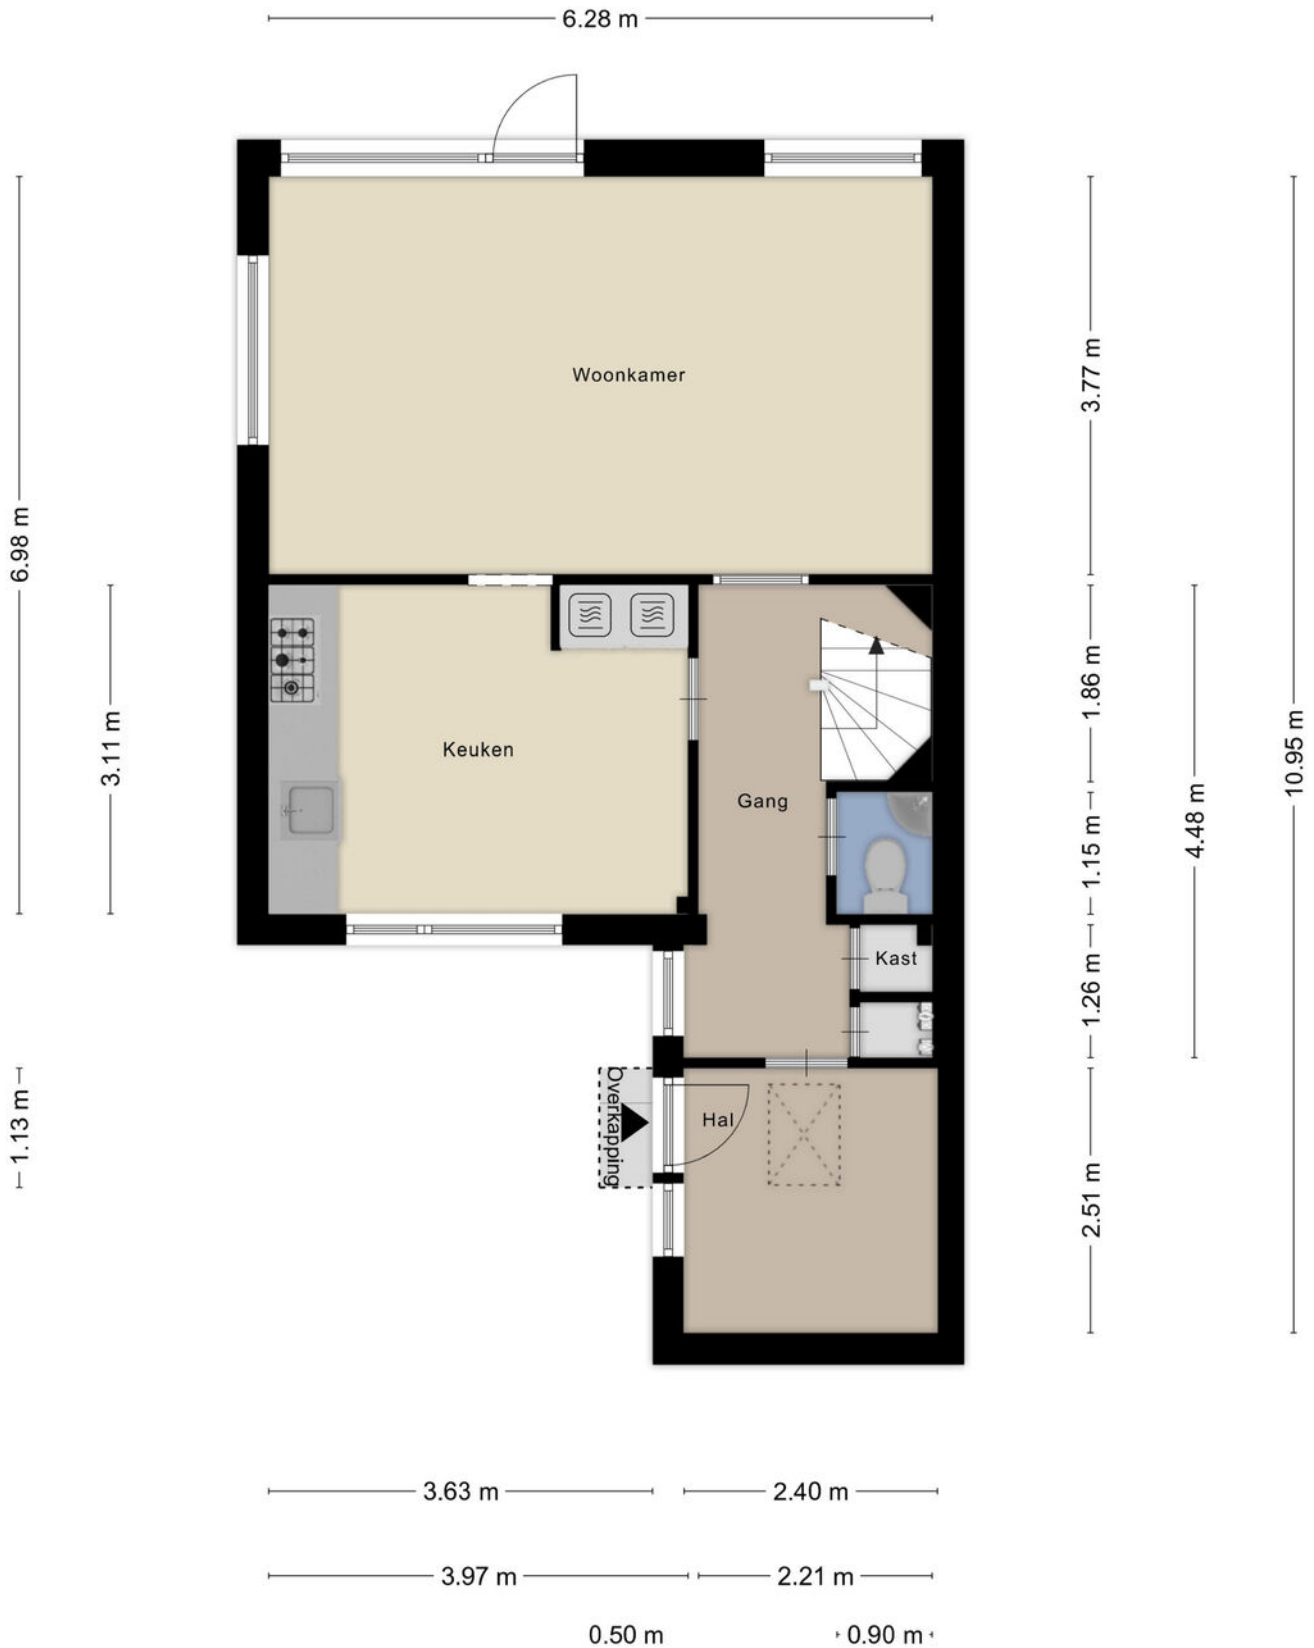 6.28 m
Woonkamer
3.77 m
6.98 m
1.86 m
3.11 m
10.95 m
Keuken
Gang
4.48 m
1.15 m
Kast
1.26 m
Overkapping
Hal
1.13 m
2.51 m
3.63 m
2.40 m
3.97 m
2.21 m
0.50 m
0.90 m